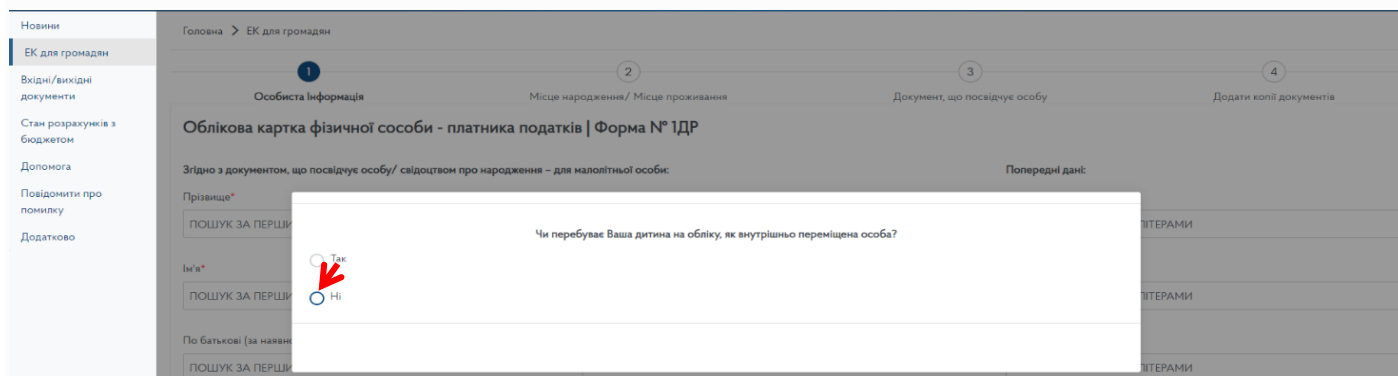 Новини
ЕК для громадян
Вхідні/вихідні
документи
Стан розрахунків з
бюджетом
Допомога
Повідомити про
помилку
Додатково
Головна > ЕК для громадян
1
Особиста Інформація
2
Місце народження/ Місце проживання
3
Документ, що посвідчує особу
4
Додати копії документів
Облікова картка фізичної сособи - платника податків | Форма № 1ДР
Згідно з документом, що посвідчує особу/ свідоцтвом про народження – для малолітньої особи:
Попередні дані:
Прізвище*
ПОШУК ЗА ПЕРШИ
ІТЕРАМИ
Чи перебуває Ваша дитина на обліку, як внутрішньо переміщена особа?
Так
Ні
Ім'я*
ПОШУК ЗА ПЕРШИ
ІТЕРАМИ
По батькові (за наявно
ПОШУК ЗА ПЕРШИ
ІТЕРАМИ